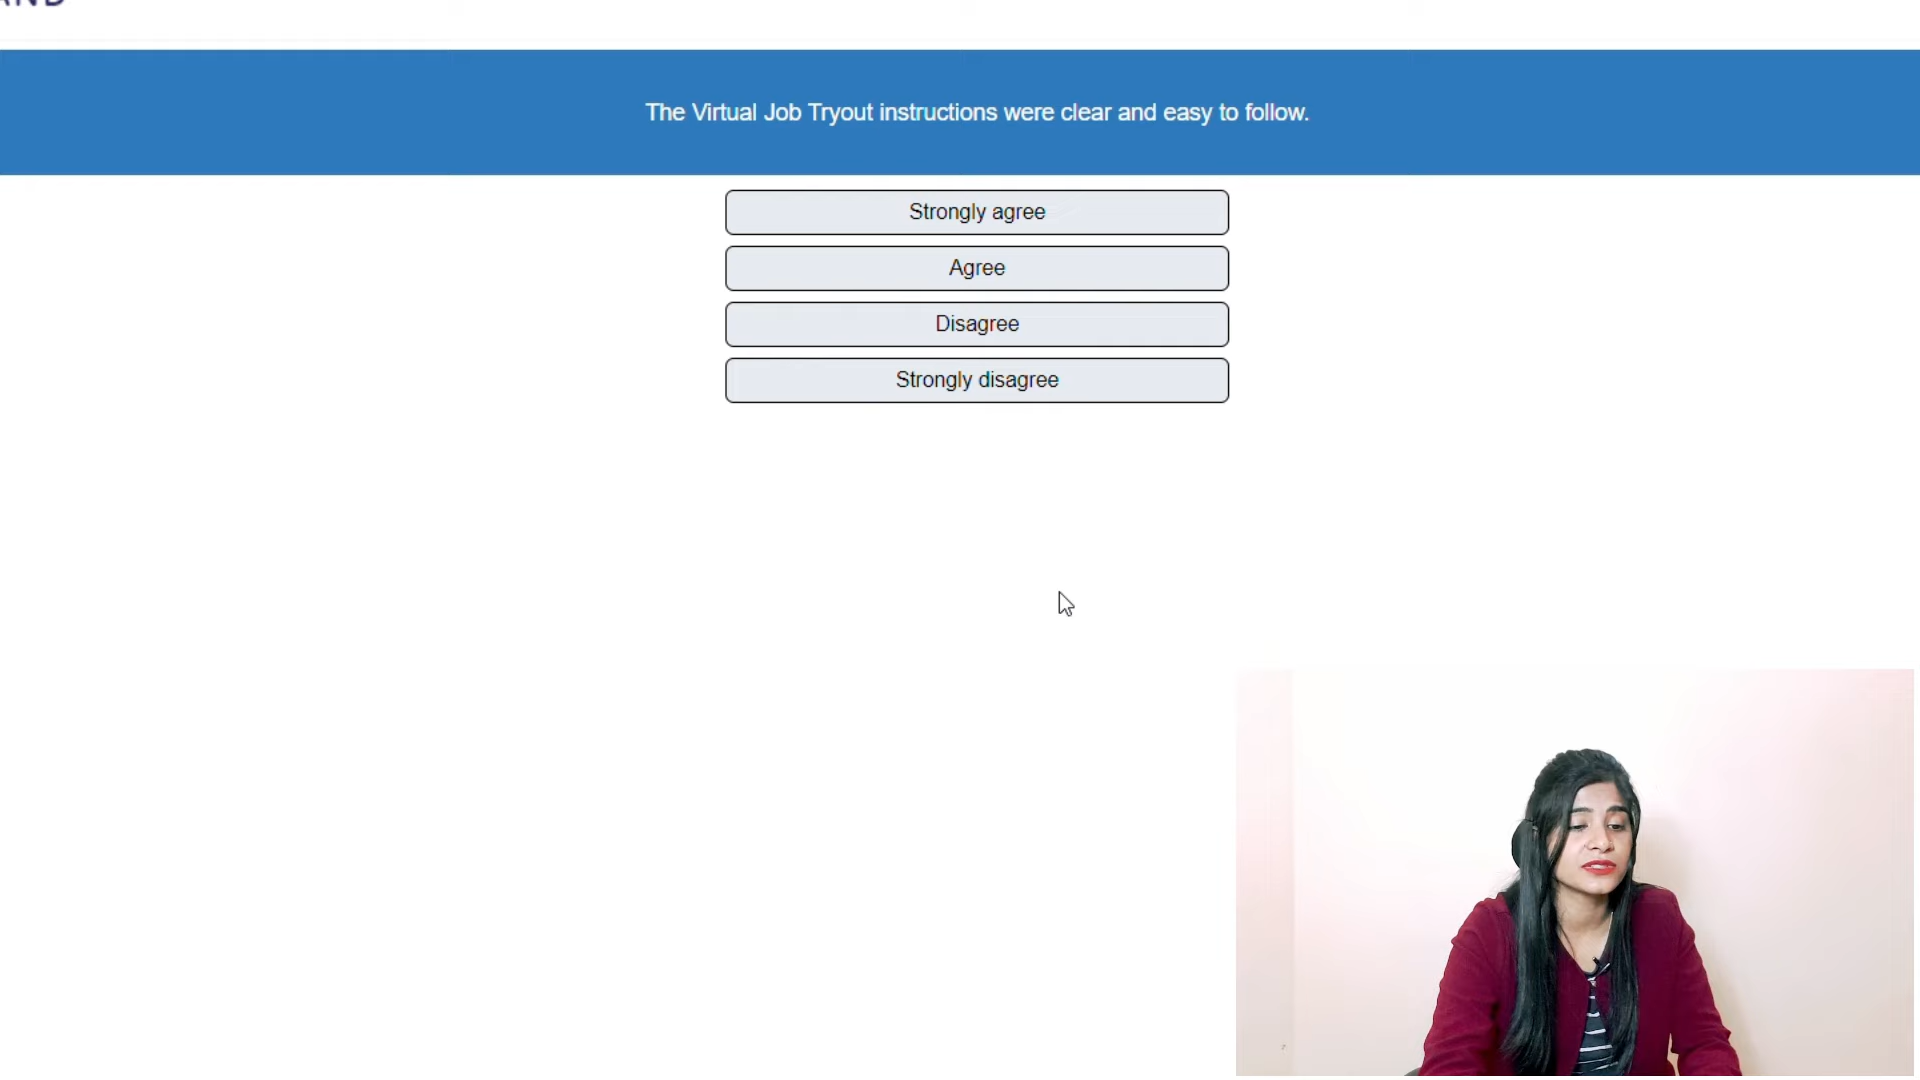 The Virtual Job Tryout instructions were clear and easy to follow.
Strongly agree
Agree
Disagree
Strongly disagree